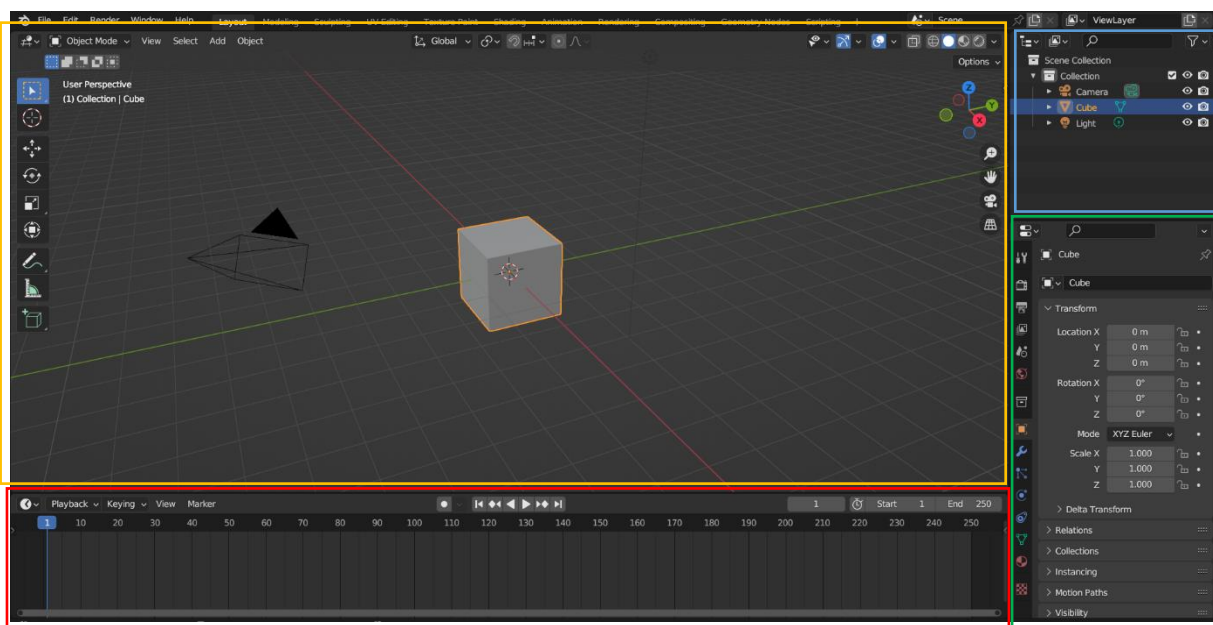 File Edit Render Window Help Layout Modeling Sculpting UV Editing Texture Paint Shading Animation Rendering Compositing Geometry Nodes Scripting + Scene ViewLayer
Object Mode View Select Add Object Global
Options
User Perspective
(1) Collection | Cube
Z
Y
X
Scene Collection
Collection
Camera
Cube
Light
Cube
Cube
Transform
Location X 0 m
Y 0 m
Z 0 m
Rotation X 0°
Y 0°
Z 0°
Mode XYZ Euler
Scale X 1.000
Y 1.000
Z 1.000
Delta Transform
Relations
Collections
Instancing
Motion Paths
Visibility
Playback Keying View Marker 1 Start 1 End 250
1 10 20 30 40 50 60 70 80 90 100 110 120 130 140 150 160 170 180 190 200 210 220 230 240 250